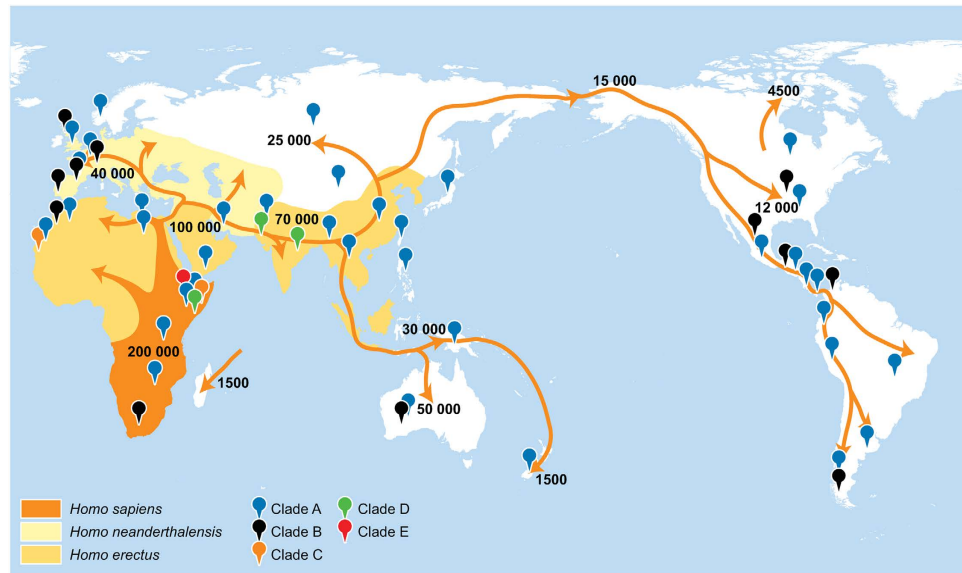 15 000
4500
25 000
40 000
12 000
70 000
100 000
30 000
200 000
1500
50 000
1500
Homo sapiens
Homo neanderthalensis
Homo erectus
Clade A
Clade B
Clade C
Clade D
Clade E